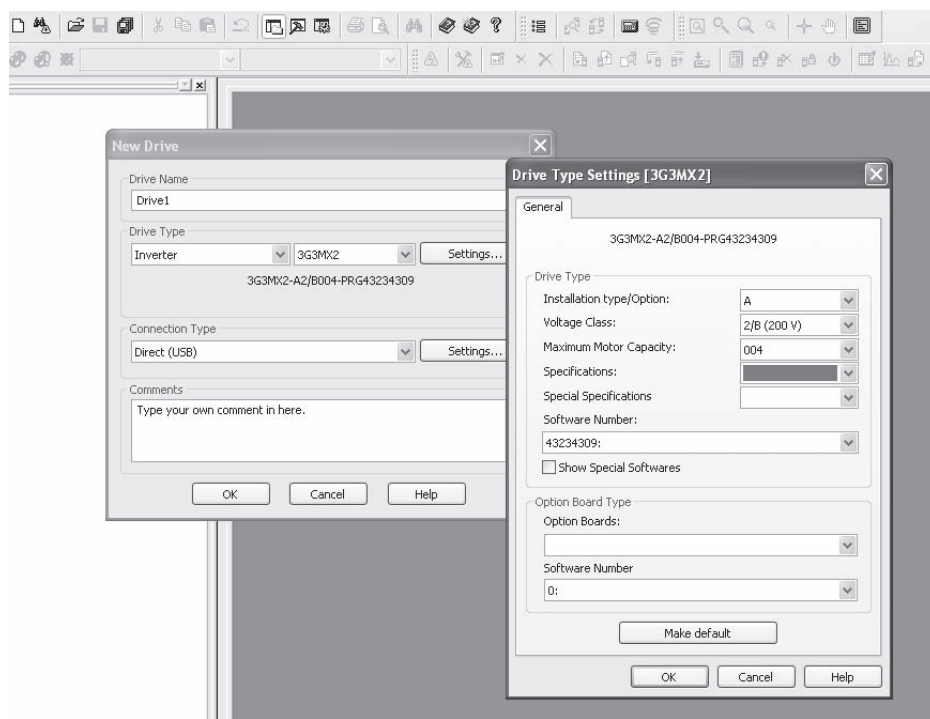 New Drive
Drive Name
Drive1
Drive Type
Inverter
3G3MX2
Settings...
3G3MX2-A2/B004-PRG43234309
Connection Type
Direct (USB)
Settings...
Comments
Type your own comment in here.
OK
Cancel
Help
Drive Type Settings [3G3MX2]
General
3G3MX2-A2/B004-PRG43234309
Drive Type
Installation type/Option:
A
Voltage Class:
2/B (200 V)
Maximum Motor Capacity:
004
Specifications:
Special Specifications
Software Number:
43234309:
Show Special Softwares
Option Board Type
Option Boards:
Software Number
0:
Make default
OK
Cancel
Help